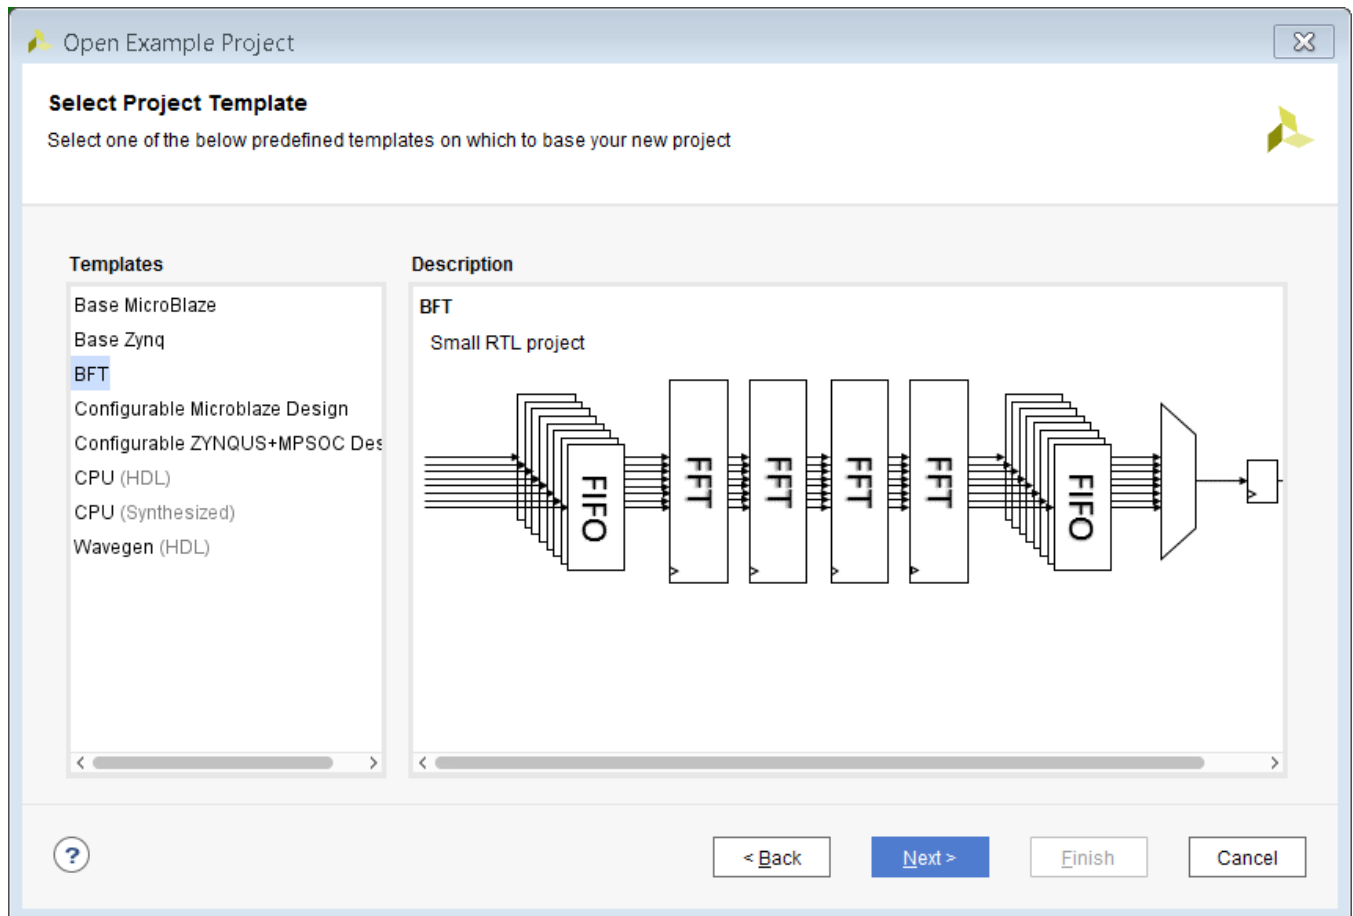 Open Example Project
Select Project Template
Select one of the below predefined templates on which to base your new project
Templates
Base MicroBlaze
Base Zynq
BFT
Configurable Microblaze Design
Configurable ZYNQUS+MPSOC Des
CPU (HDL)
CPU (Synthesized)
Wavegen (HDL)
Description
BFT
Small RTL project
FIFO
FFT
FFT
FFT
FFT
FIFO
?
< Back
Next >
Finish
Cancel